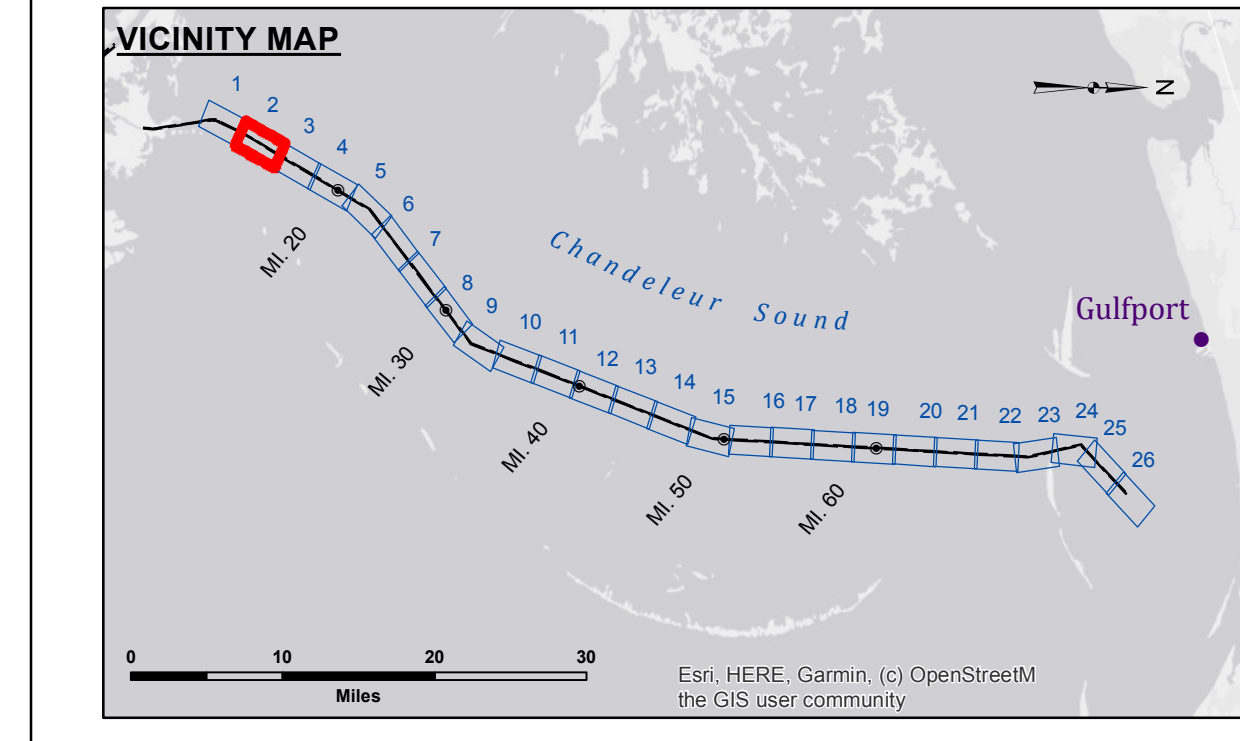 VICINITY MAP
1
2
3
4
5
6
7
8
9
10
11
12
13
14
15
16
17
18
19
20
21
22
23
24
25
26
N
MI. 20
MI. 30
MI. 40
MI. 50
MI. 60
Chandeleur Sound
Gulfport
0 10 20 30
Miles
Esri, HERE, Garmin, (c) OpenStreetM
the GIS user community